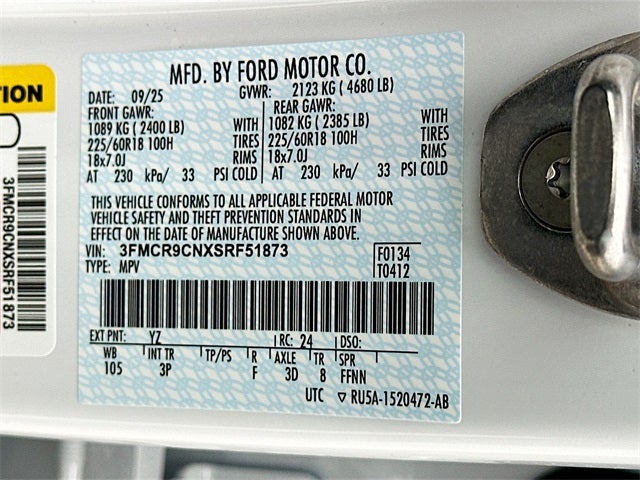 TION
3FMCR9CNXSRF51873
MFD. BY FORD MOTOR CO.
DATE: 09/25 GVWR: 2123 KG ( 4680 LB)
FRONT GAWR: REAR GAWR:
1089 KG ( 2400 LB) WITH 1082 KG ( 2385 LB) WITH
225/60R18 100H TIRES 225/60R18 100H TIRES
18x7.0J RIMS 18x7.0J RIMS
AT 230 kPa/ 33 PSI COLD AT 230 kPa/ 33 PSI COLD
THIS VEHICLE CONFORMS TO ALL APPLICABLE FEDERAL MOTOR
VEHICLE SAFETY AND THEFT PREVENTION STANDARDS IN
EFFECT ON THE DATE OF MANUFACTURE SHOWN ABOVE.
VIN: 3FMCR9CNXSRF51873 F0134
TYPE: MPV T0412
EXT PNT: YZ RC: 24 DSO:
WB INT TR TP/PS R AXLE TR SPR
105 3P F 3D 8 FFNN
UTC ▽ RU5A-1520472-AB